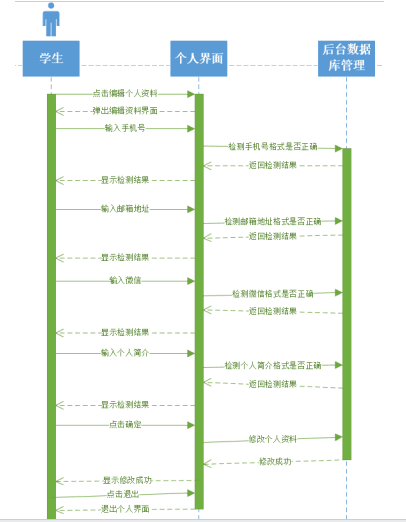 学生
个人界面
后台数据
库管理
点击编辑个人资料
弹出编辑资料界面
输入手机号
检测手机号格式是否正确
返回检测结果
显示检测结果
输入邮箱地址
检测邮箱地址格式是否正确
返回检测结果
显示检测结果
输入微信
检测微信格式是否正确
返回检测结果
显示检测结果
输入个人简介
检测个人简介格式是否正确
返回检测结果
显示检测结果
点击确定
修改个人资料
修改成功
显示修改成功
点击退出
退出个人界面